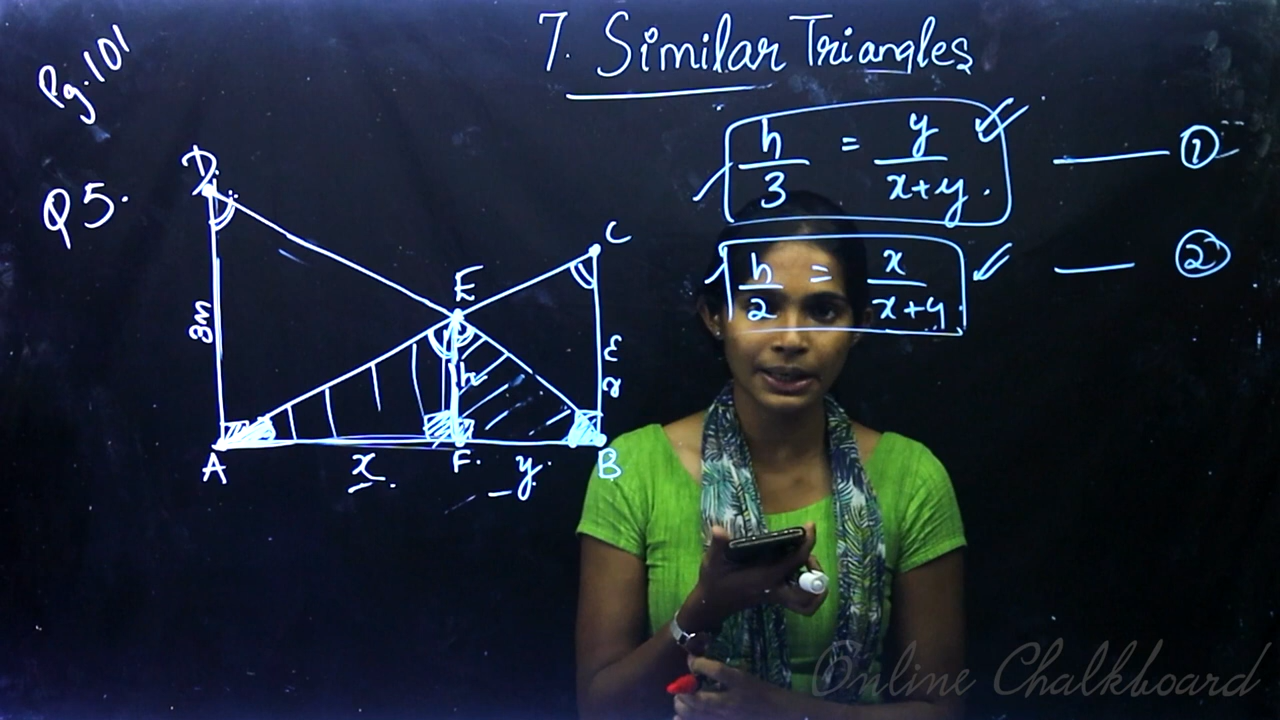 Pg.101
7. Similar Triangles
Q5.
h/3 = y/x+y. ✓ —— ①
h/2 = x/x+y ✓ —— ②
D
C
E
3m
h
2m
A x. F. y. B
Online Chalkboard